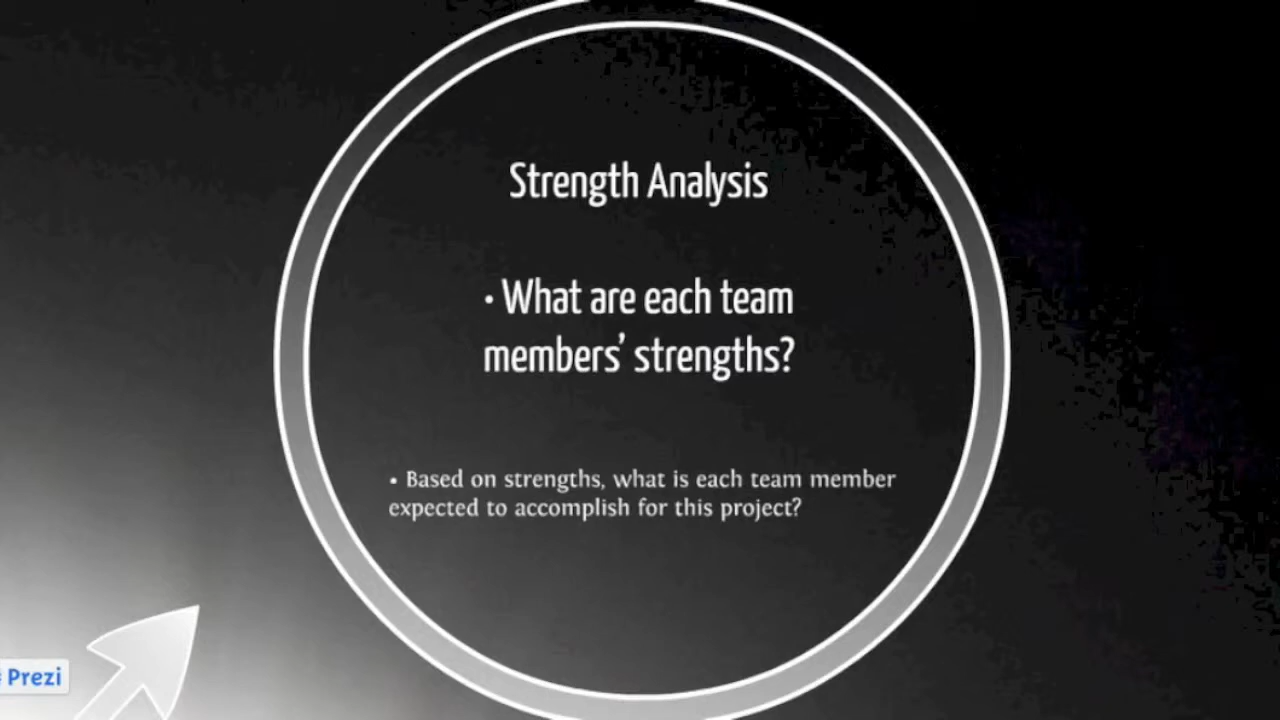 Strength Analysis
• What are each team
members’ strengths?
• Based on strengths, what is each team member
expected to accomplish for this project?
Prezi